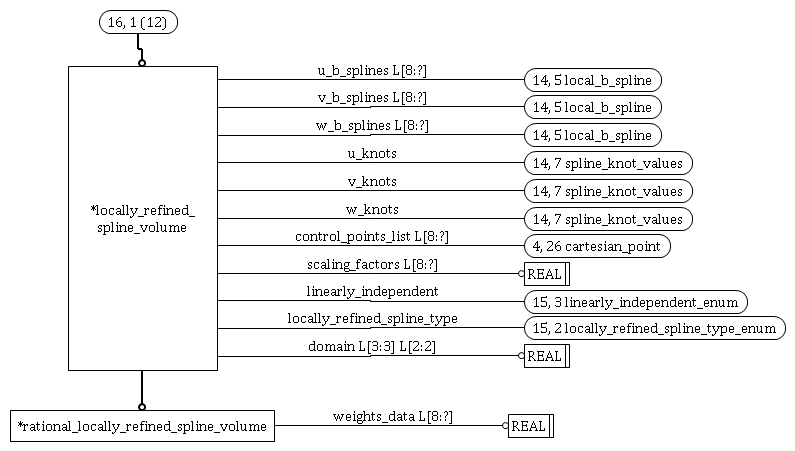 16, 1 (12)
u_b_splines L[8:?]
14, 5 local_b_spline
v_b_splines L[8:?]
14, 5 local_b_spline
w_b_splines L[8:?]
14, 5 local_b_spline
u_knots
14, 7 spline_knot_values
v_knots
14, 7 spline_knot_values
*locally_refined_
spline_volume
w_knots
14, 7 spline_knot_values
control_points_list L[8:?]
4, 26 cartesian_point
scaling_factors L[8:?]
REAL
linearly_independent
15, 3 linearly_independent_enum
locally_refined_spline_type
15, 2 locally_refined_spline_type_enum
domain L[3:3] L[2:2]
REAL
*rational_locally_refined_spline_volume
weights_data L[8:?]
REAL